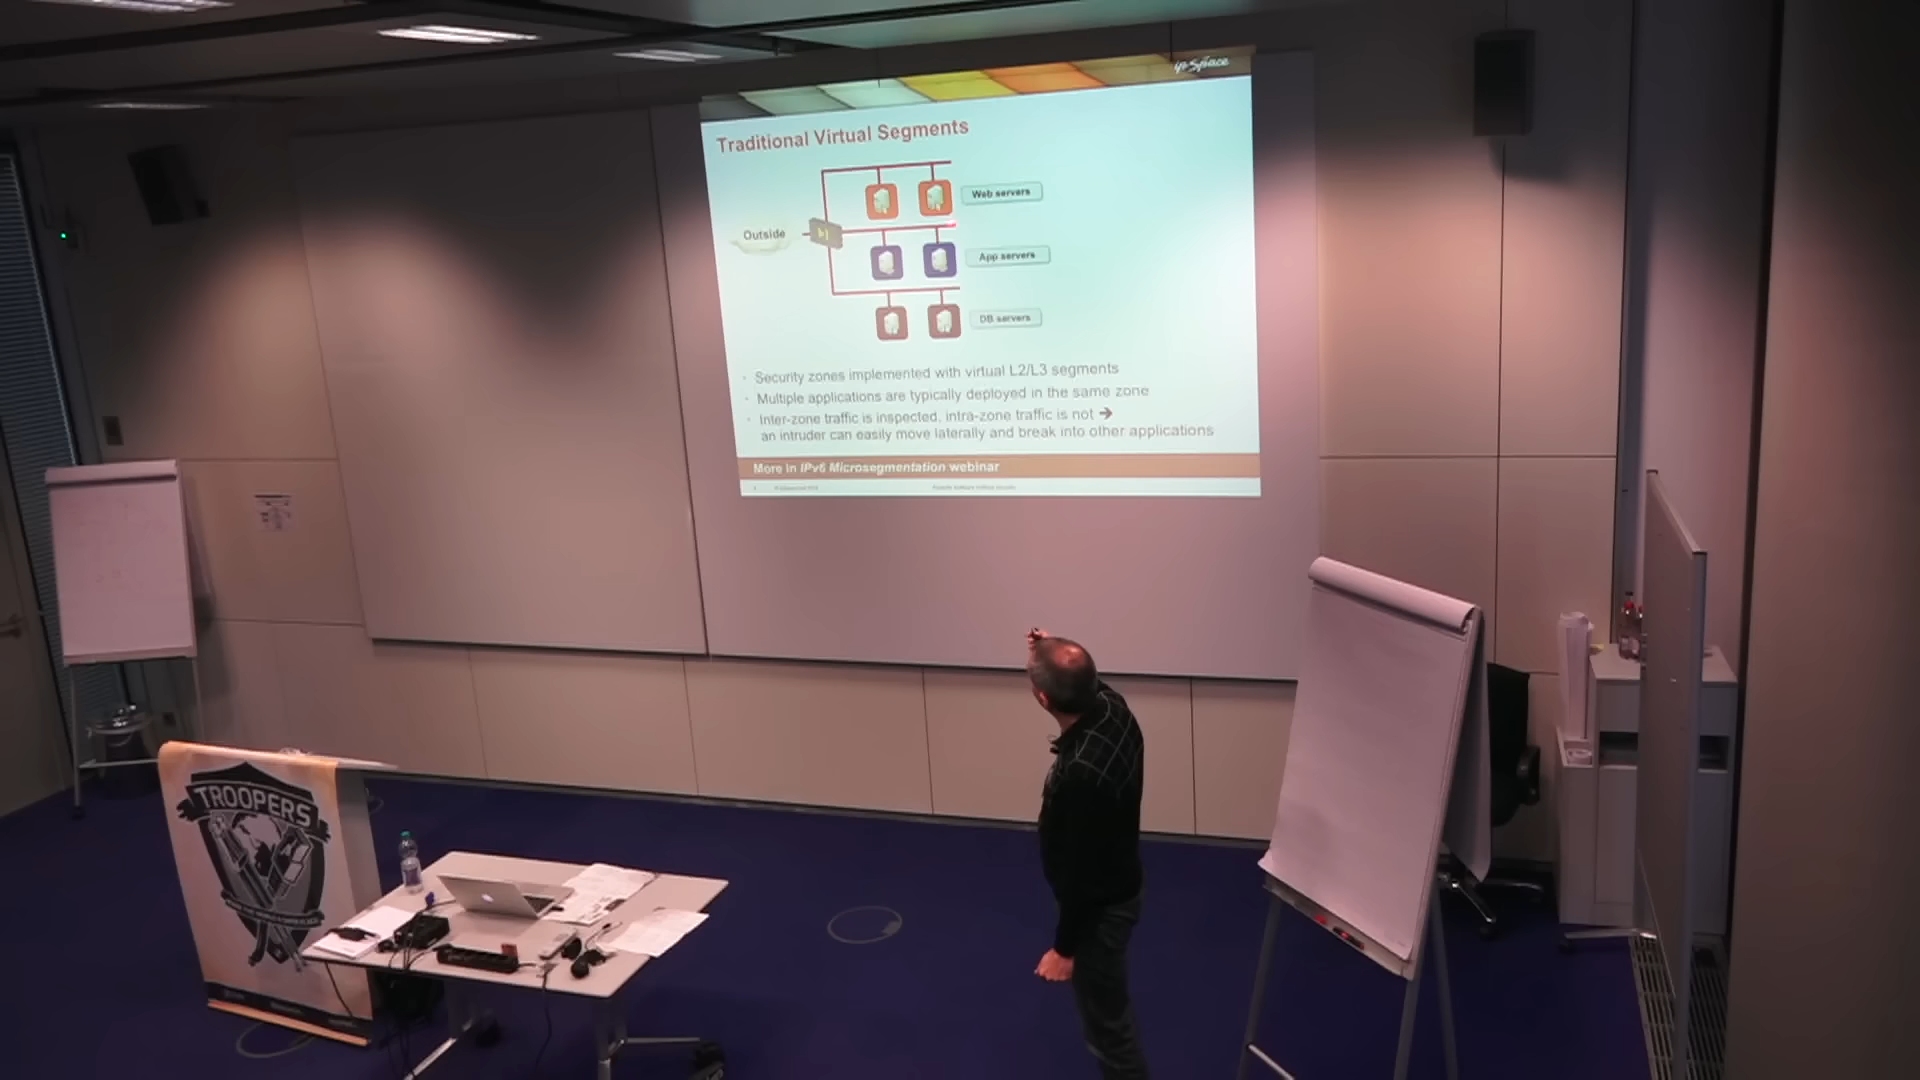 ipSpace
Traditional Virtual Segments
Web servers
Outside
App servers
DB servers
Security zones implemented with virtual L2/L3 segments
Multiple applications are typically deployed in the same zone
Inter-zone traffic is inspected, intra-zone traffic is not ➔
an intruder can easily move laterally and break into other applications
More in IPv6 Microsegmentation webinar
TROOPERS